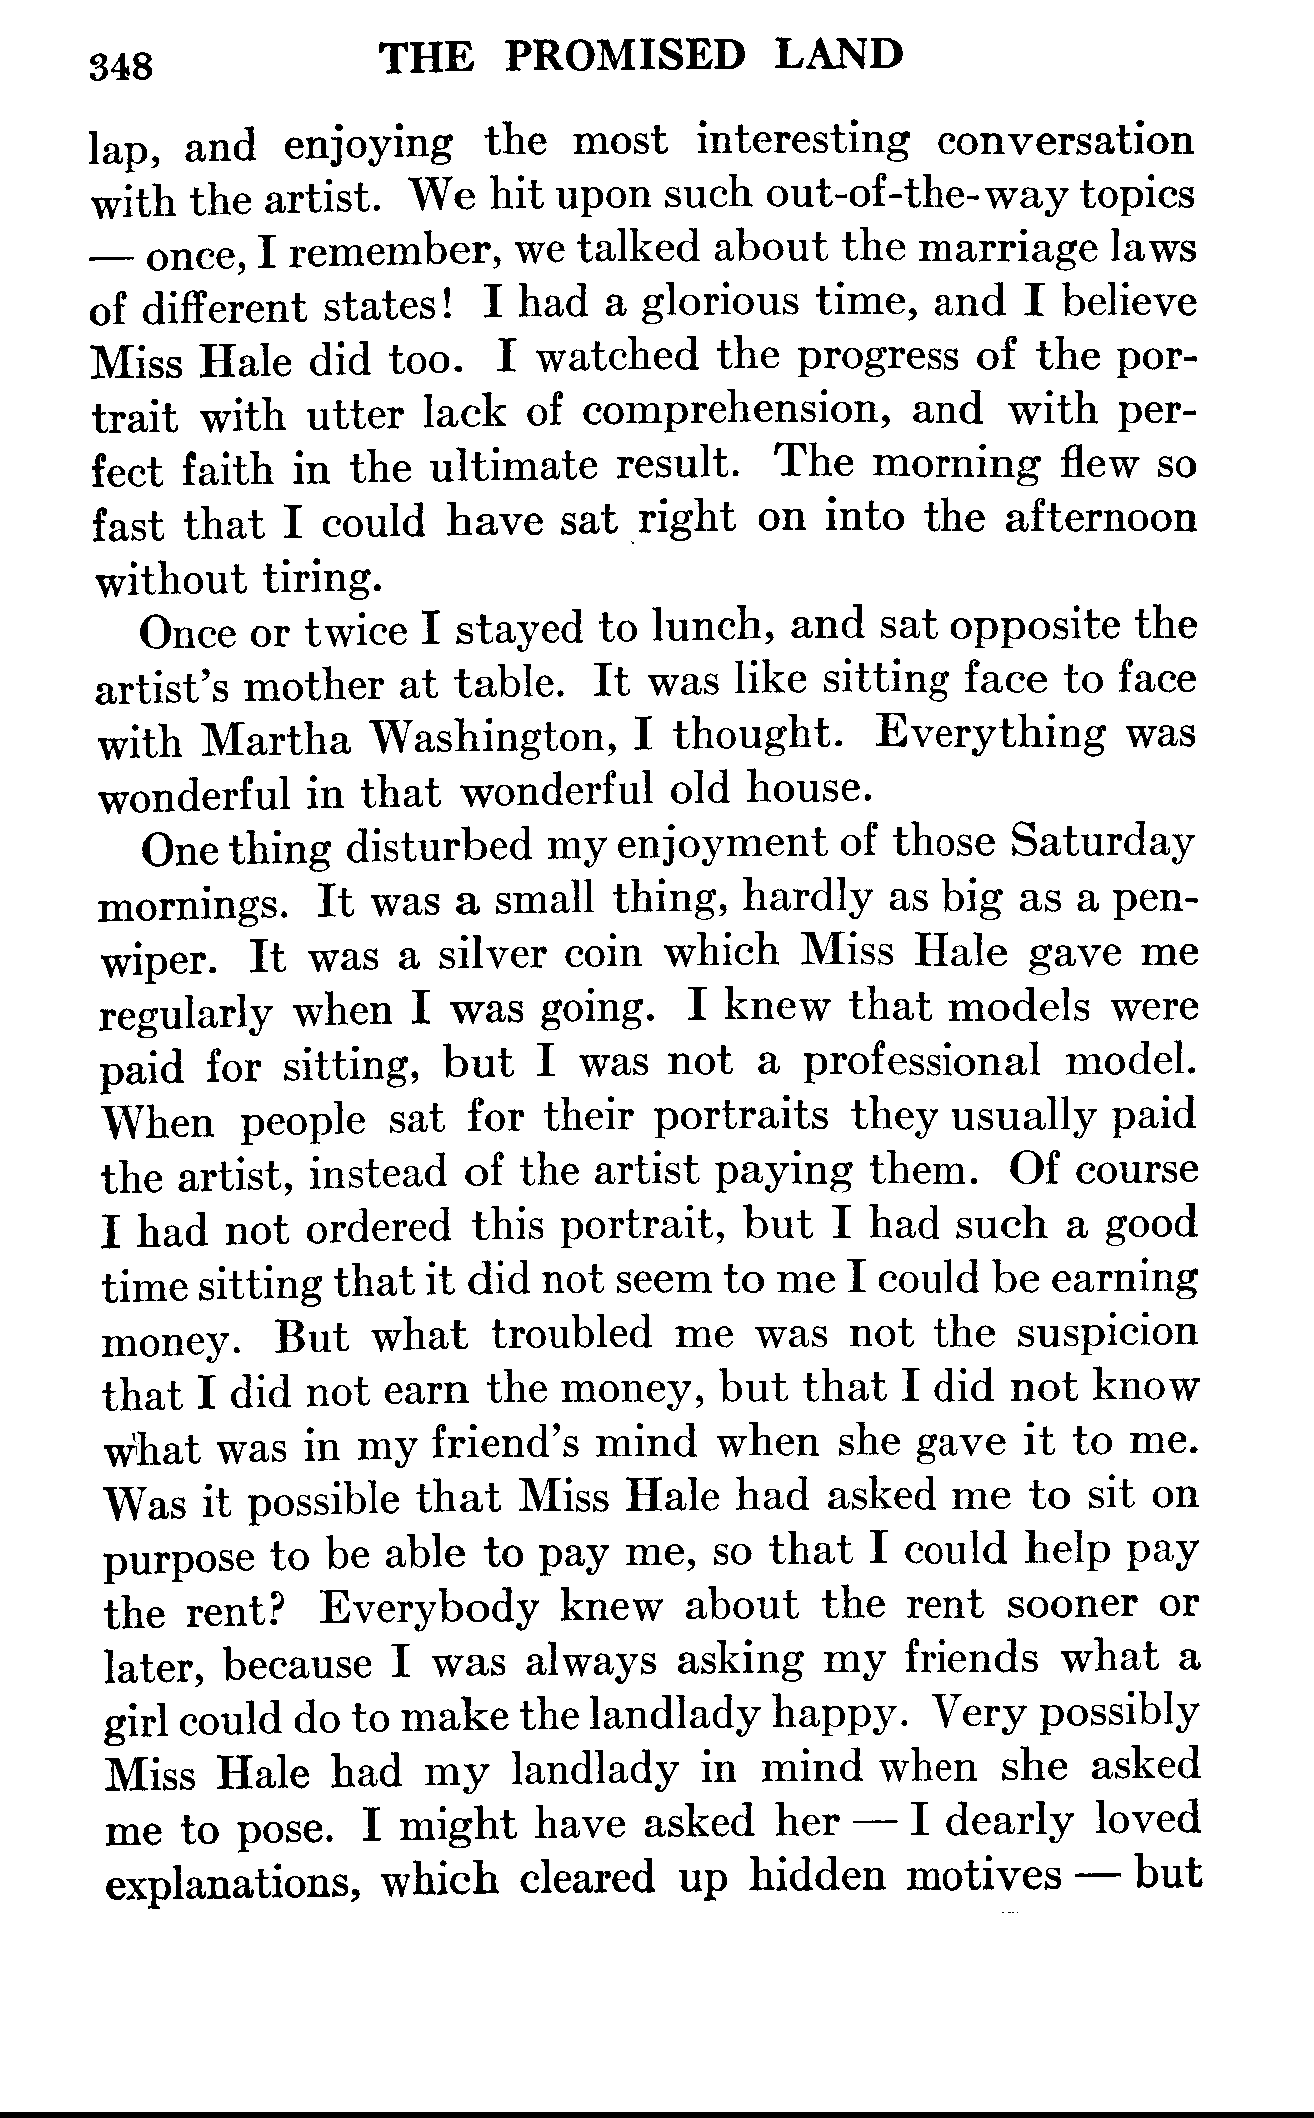 348 THE PROMISED LAND
lap, and enjoying the most interesting conversation
with the artist. We hit upon such out-of-the-way topics
— once, I remember, we talked about the marriage laws
of different states! I had a glorious time, and I believe
Miss Hale did too. I watched the progress of the por-
trait with utter lack of comprehension, and with per-
fect faith in the ultimate result. The morning flew so
fast that I could have sat right on into the afternoon
without tiring.
Once or twice I stayed to lunch, and sat opposite the
artist's mother at table. It was like sitting face to face
with Martha Washington, I thought. Everything was
wonderful in that wonderful old house.
One thing disturbed my enjoyment of those Saturday
mornings. It was a small thing, hardly as big as a pen-
wiper. It was a silver coin which Miss Hale gave me
regularly when I was going. I knew that models were
paid for sitting, but I was not a professional model.
When people sat for their portraits they usually paid
the artist, instead of the artist paying them. Of course
I had not ordered this portrait, but I had such a good
time sitting that it did not seem to me I could be earning
money. But what troubled me was not the suspicion
that I did not earn the money, but that I did not know
what was in my friend's mind when she gave it to me.
Was it possible that Miss Hale had asked me to sit on
purpose to be able to pay me, so that I could help pay
the rent? Everybody knew about the rent sooner or
later, because I was always asking my friends what a
girl could do to make the landlady happy. Very possibly
Miss Hale had my landlady in mind when she asked
me to pose. I might have asked her — I dearly loved
explanations, which cleared up hidden motives — but